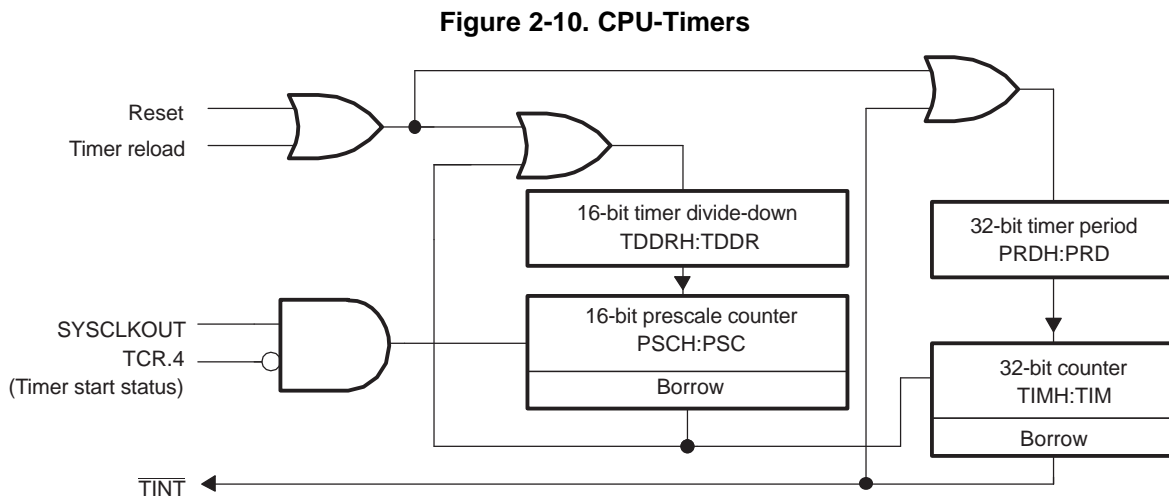 Figure 2-10. CPU-Timers
Reset
Timer reload
16-bit timer divide-down
TDDRH:TDDR
32-bit timer period
PRDH:PRD
SYSCLKOUT
TCR.4
(Timer start status)
16-bit prescale counter
PSCH:PSC
Borrow
32-bit counter
TIMH:TIM
Borrow
TINT